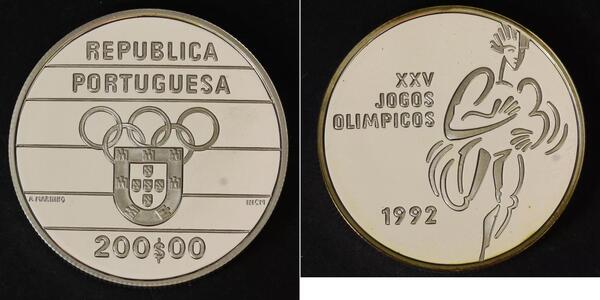 REPUBLICA
PORTUGUESA
A. MARINHO
INCM
200$00
XXV
JOGOS
OLIMPICOS
1992